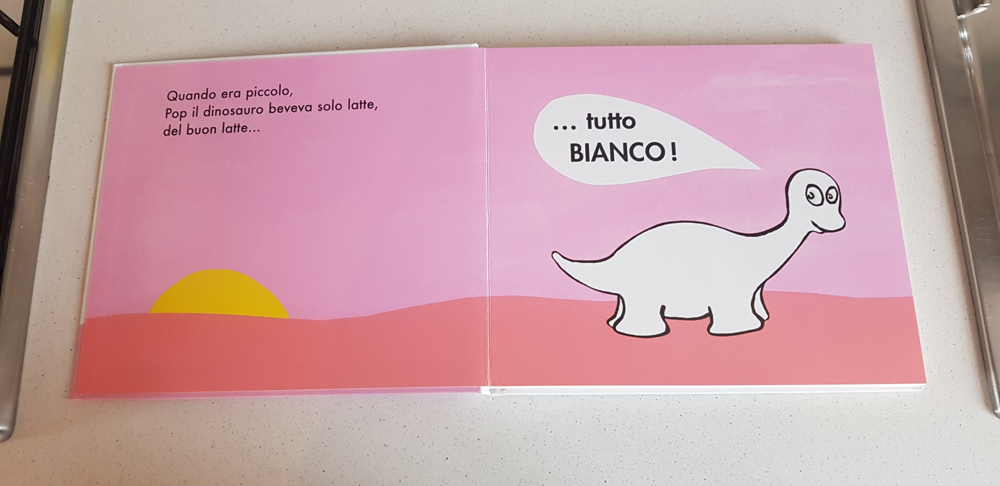 Quando era piccolo,
Pop il dinosauro beveva solo latte,
del buon latte...
... tutto
BIANCO!